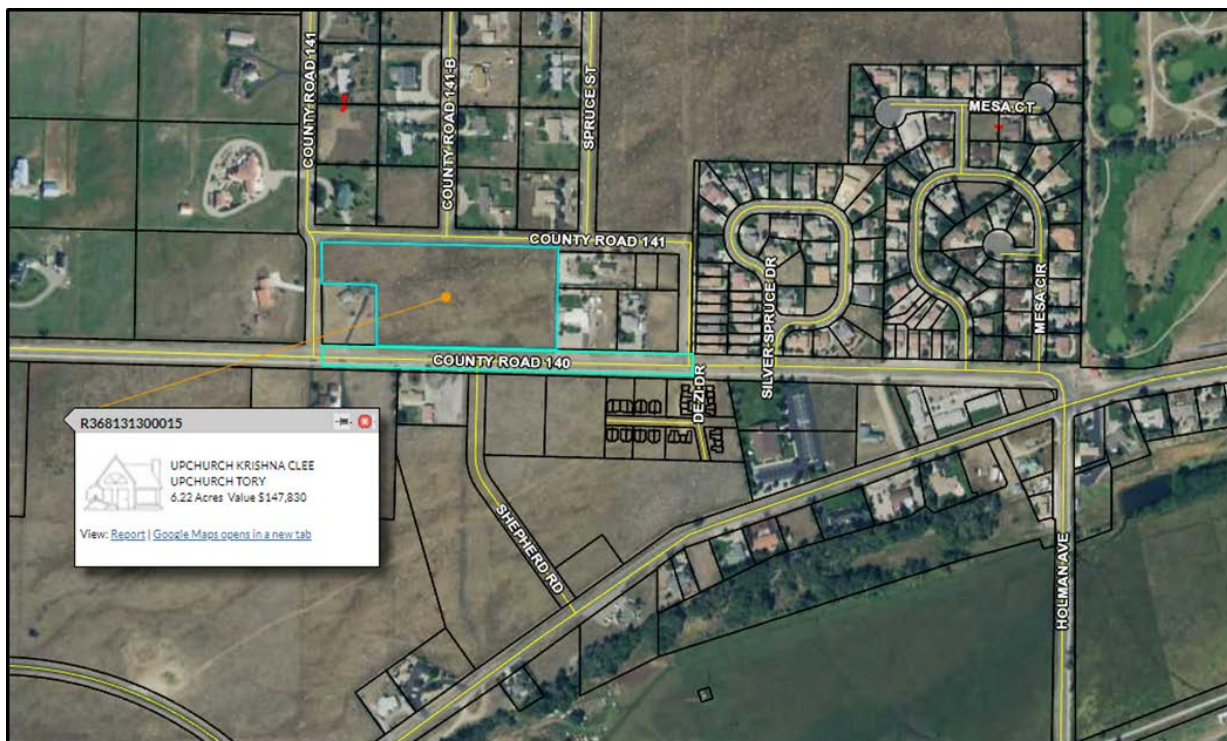 COUNTY ROAD 141
COUNTY ROAD 141-B
SPRUCE ST
MESA CT
COUNTY ROAD 141
SILVER SPRUCE DR
MESA CIR
COUNTY ROAD 140
DEZI DR
R368131300015
UPCHURCH KRISHNA CLEE
UPCHURCH TORY
6.22 Acres Value $147,830
View: Report | Google Maps opens in a new tab
SHEPHERD RD
HOLMAN AVE